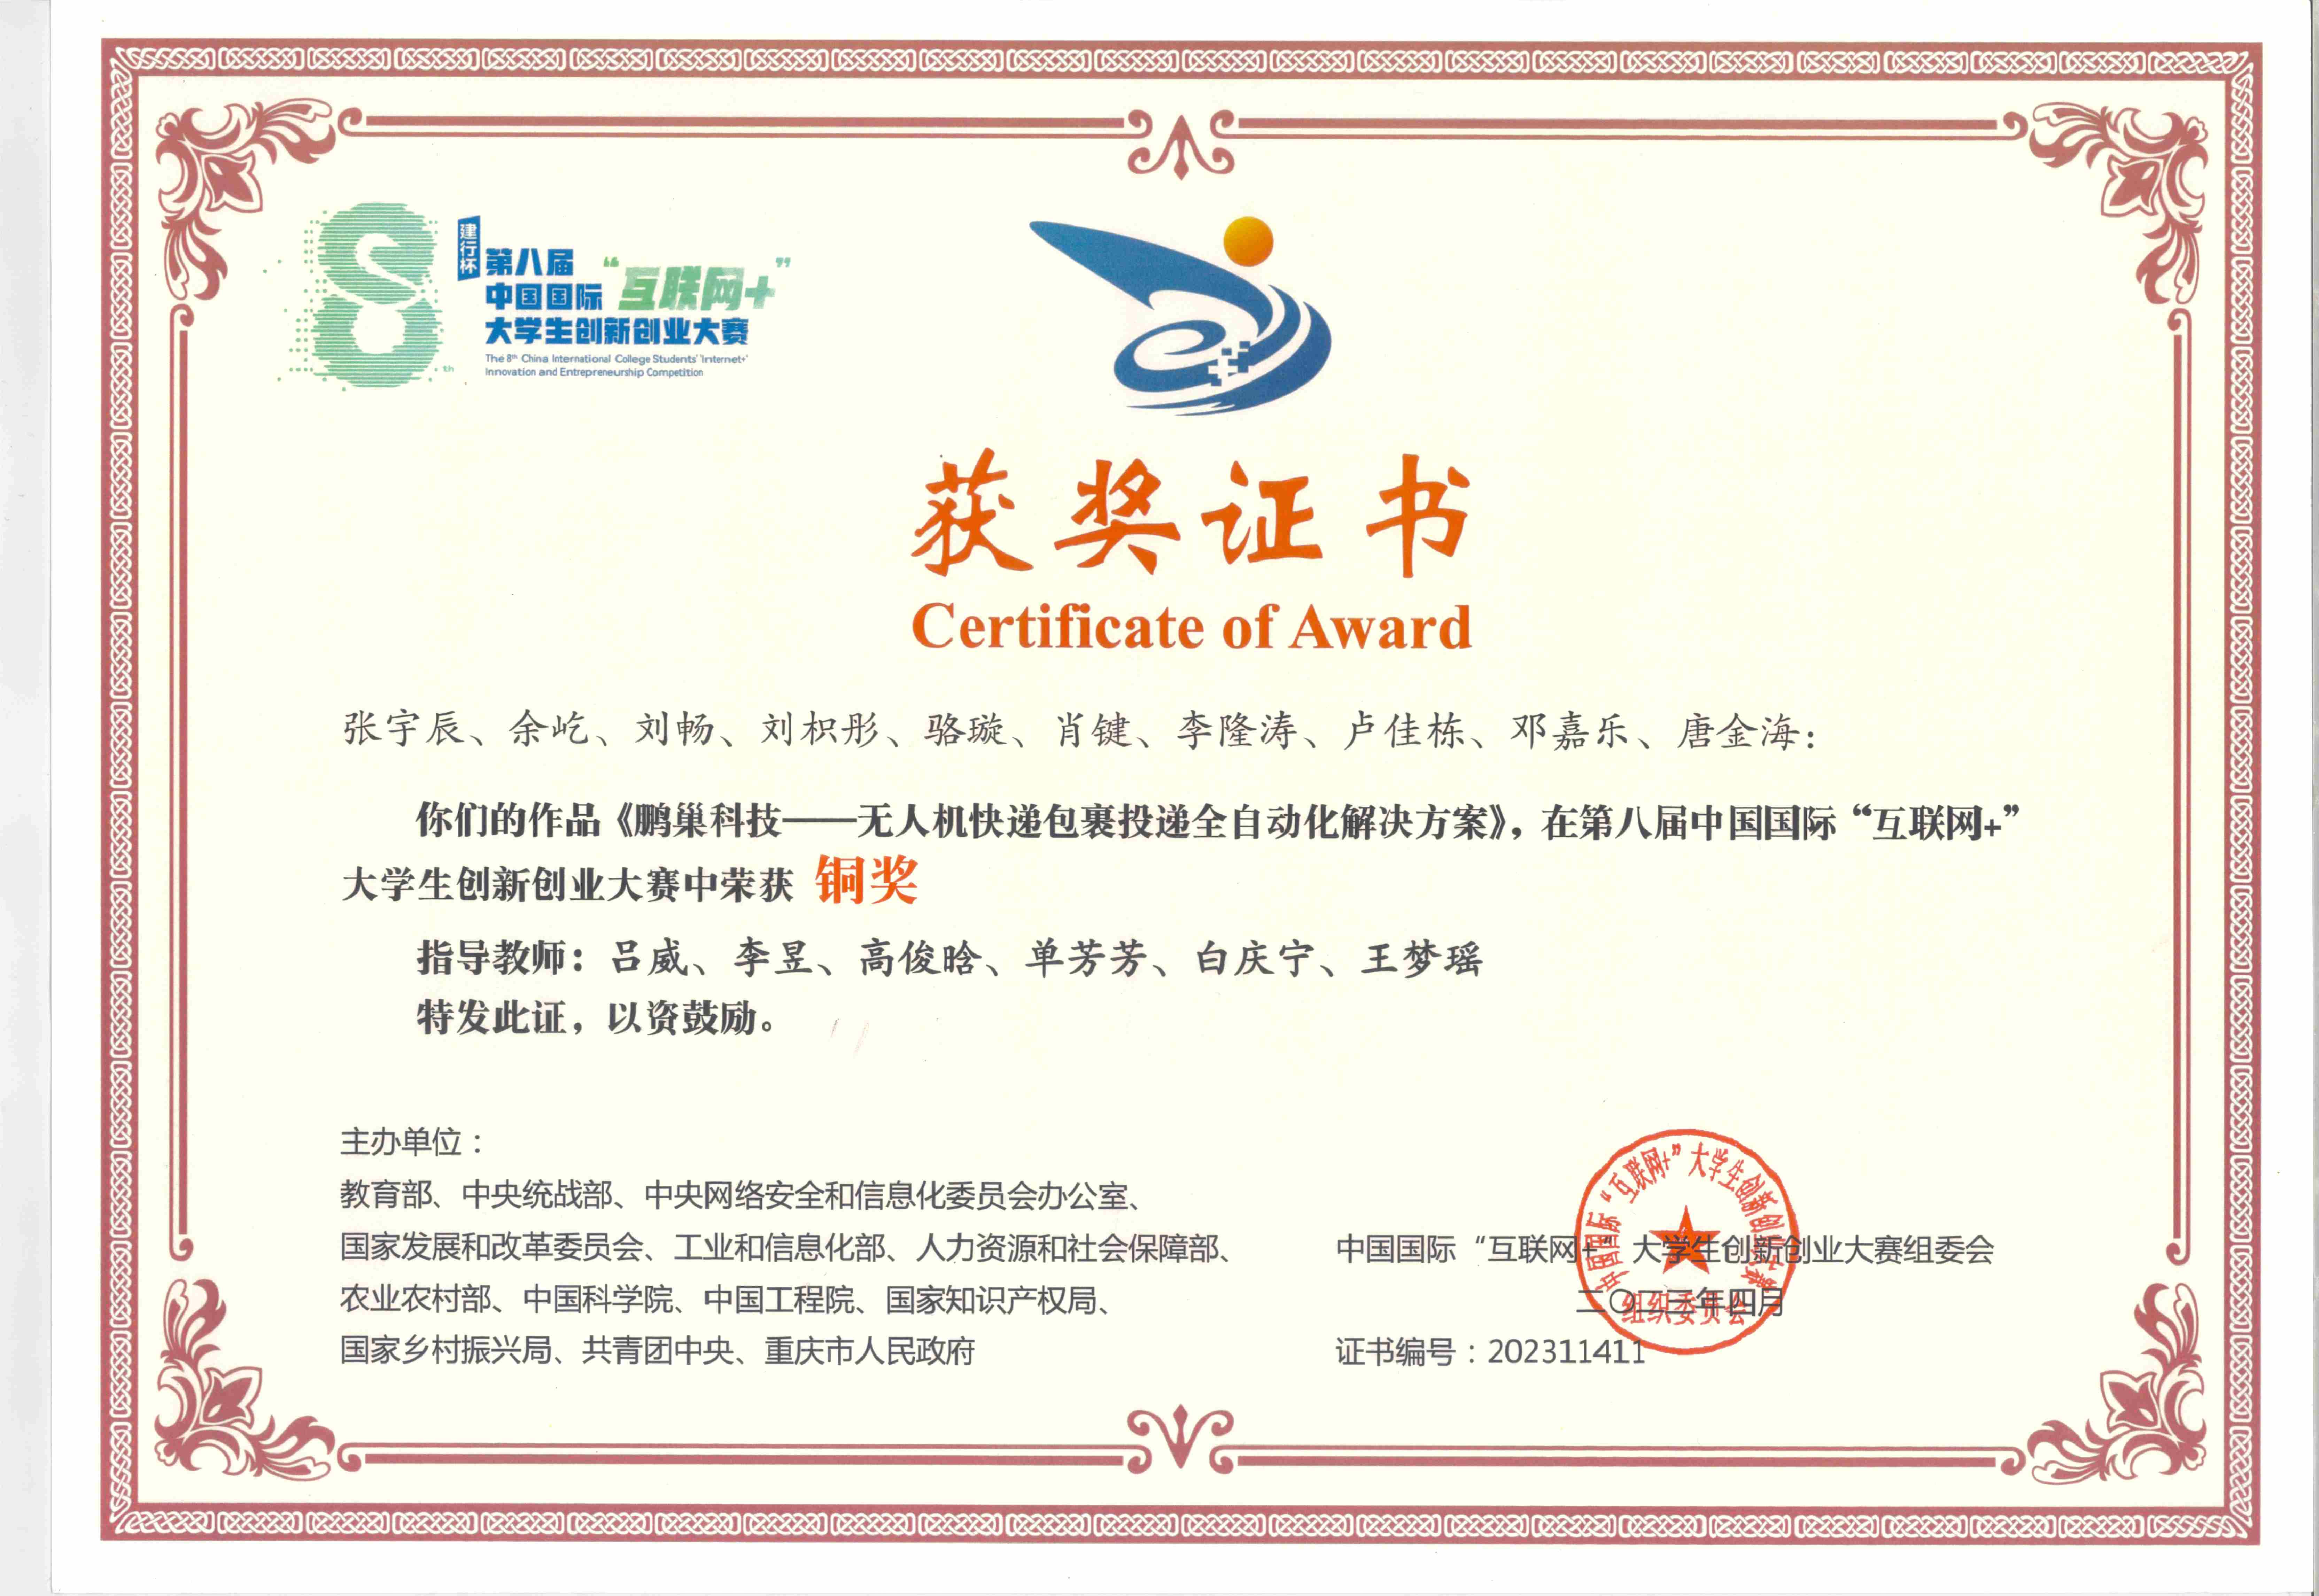 建行杯
第八届
中国国际“互联网+”
大学生创新创业大赛
The 8th China International College Students' 'Internet+'
Innovation and Entrepreneurship Competition
th
获奖证书
Certificate of Award
张宇辰、余屹、刘畅、刘枳彤、骆璇、肖键、李隆涛、卢佳栋、邓嘉乐、唐金海：
你们的作品《鹏巢科技——无人机快递包裹投递全自动化解决方案》，在第八届中国国际“互联网+”
大学生创新创业大赛中荣获 铜奖
指导教师：吕威、李昱、高俊晗、单芳芳、白庆宁、王梦瑶
特发此证，以资鼓励。
主办单位：
教育部、中央统战部、中央网络安全和信息化委员会办公室、
国家发展和改革委员会、工业和信息化部、人力资源和社会保障部、
农业农村部、中国科学院、中国工程院、国家知识产权局、
国家乡村振兴局、共青团中央、重庆市人民政府
中国国际“互联网+”大学生创新创业大赛组委会
二〇二三年四月
证书编号：202311411
中国国际“互联网+”大学生创新创业大赛
组织委员会